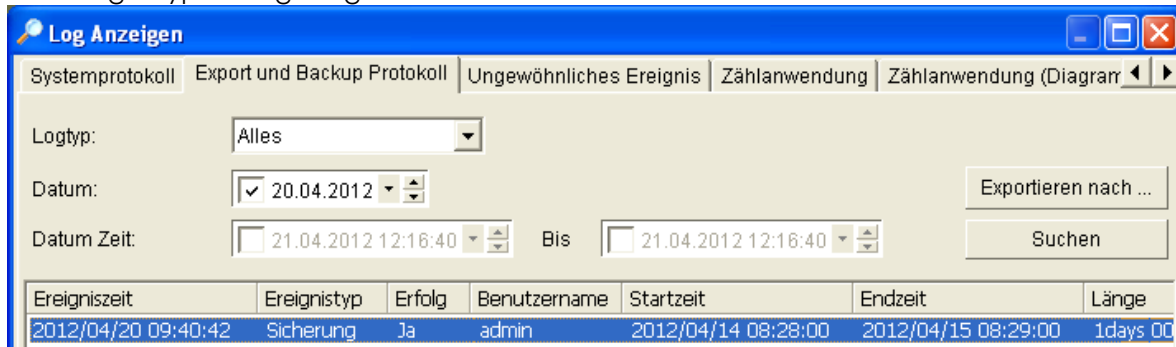 Log Anzeigen
Systemprotokoll Export und Backup Protokoll Ungewöhnliches Ereignis Zählanwendung Zählanwendung (Diagram
Logtyp: Alles
Datum: 20.04.2012 Exportieren nach ...
Datum Zeit: 21.04.2012 12:16:40 Bis 21.04.2012 12:16:40 Suchen
Ereigniszeit Ereignistyp Erfolg Benutzername Startzeit Endzeit Länge
2012/04/20 09:40:42 Sicherung Ja admin 2012/04/14 08:28:00 2012/04/15 08:29:00 1days 00